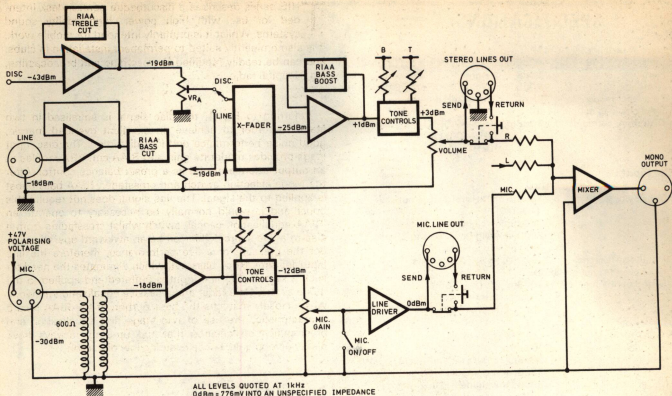 RIAA
TREBLE
CUT
DISC
-43dBm
-19dBm
VRA
DISC.
LINE
LINE
-18dBm
RIAA
BASS
CUT
-19dBm
X-FADER
-25dBm
RIAA
BASS
BOOST
+1dBm
B
T
TONE
CONTROLS
+3dBm
VOLUME
STEREO LINES OUT
SEND
RETURN
R
L
MIC
MIXER
MONO
OUTPUT
+47V
POLARISING
VOLTAGE
MIC.
-30dBm
600Ω
-18dBm
B
T
TONE
CONTROLS
-12dBm
MIC.
GAIN
MIC.
ON/OFF
LINE
DRIVER
0dBm
MIC. LINE OUT
SEND
RETURN
ALL LEVELS QUOTED AT 1kHz
0dBm = 776mV INTO AN UNSPECIFIED IMPEDANCE